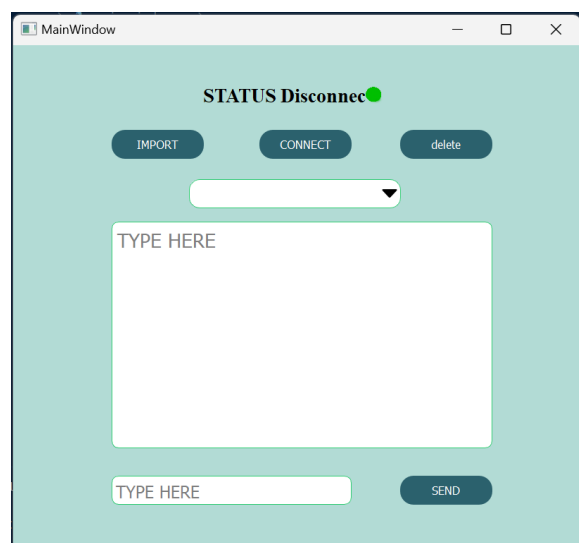 MainWindow
STATUS Disconnec
IMPORT CONNECT delete
TYPE HERE
TYPE HERE SEND